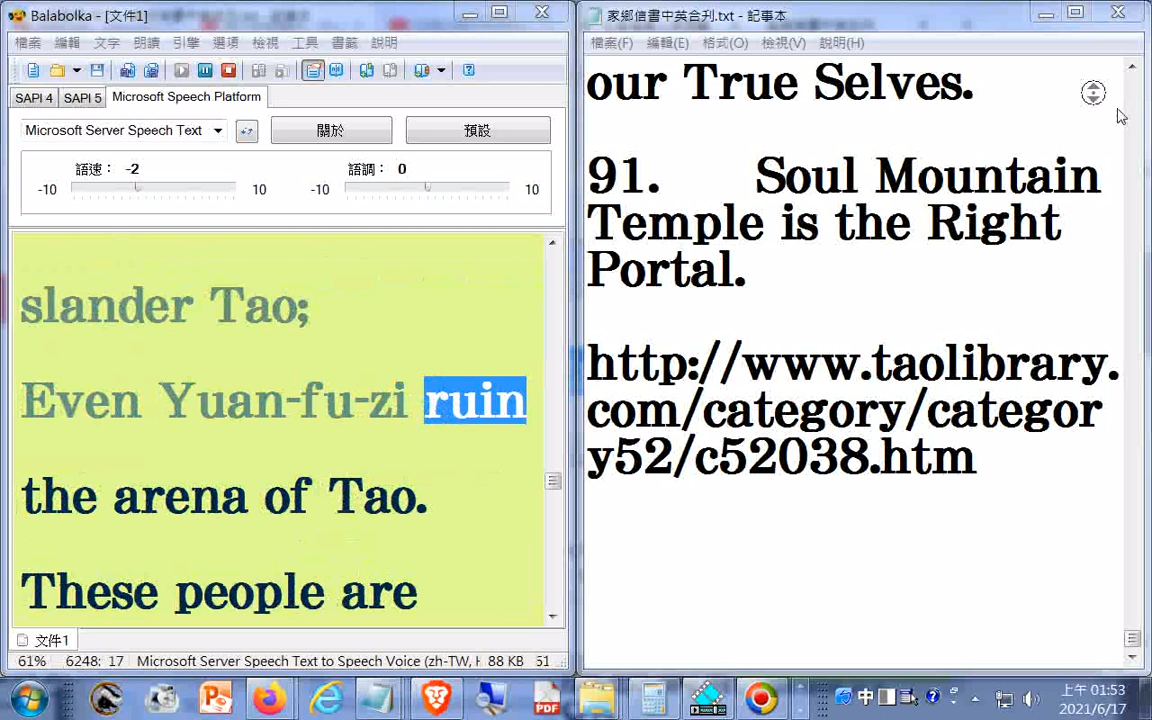 Balabolka - [文件1]
檔案 編輯 文字 朗讀 引擎 選項 檢視 工具 書籤 說明
SAPI 4 SAPI 5 Microsoft Speech Platform
Microsoft Server Speech Text 關於 預設
語速： -2 語調： 0
-10 10 -10 10
slander Tao;
Even Yuan-fu-zi ruin
the arena of Tao.
These people are
文件1
61% 6248: 17 Microsoft Server Speech Text to Speech Voice (zh-TW, H 88 KB 51
家鄉信書中英合刋.txt - 記事本
檔案(F) 編輯(E) 格式(O) 檢視(V) 說明(H)
our True Selves.
91. Soul Mountain
Temple is the Right
Portal.
http://www.taolibrary.
com/category/categor
y52/c52038.htm
PDF
中
上午 01:53
2021/6/17